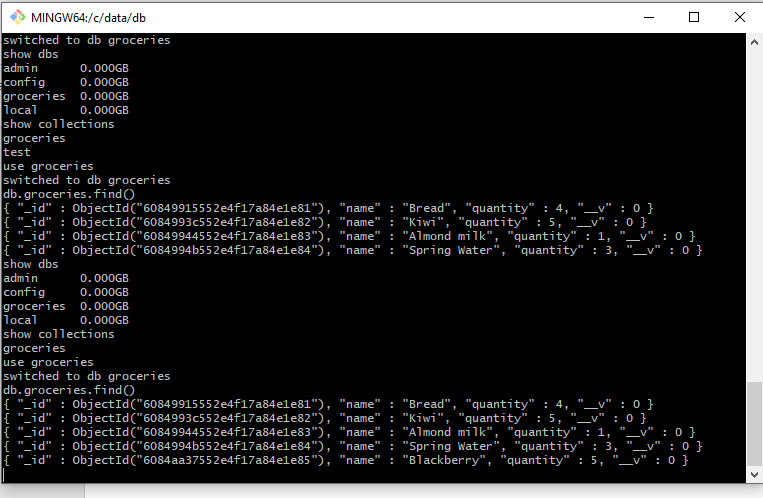 MINGW64:/c/data/db
switched to db groceries
show dbs
admin      0.000GB
config     0.000GB
groceries  0.000GB
local      0.000GB
show collections
groceries
test
use groceries
switched to db groceries
db.groceries.find()
{ "_id" : ObjectId("60849915552e4f17a84e1e81"), "name" : "Bread", "quantity" : 4, "__v" : 0 }
{ "_id" : ObjectId("6084993c552e4f17a84e1e82"), "name" : "Kiwi", "quantity" : 5, "__v" : 0 }
{ "_id" : ObjectId("60849944552e4f17a84e1e83"), "name" : "Almond milk", "quantity" : 1, "__v" : 0 }
{ "_id" : ObjectId("6084994b552e4f17a84e1e84"), "name" : "Spring Water", "quantity" : 3, "__v" : 0 }
show dbs
admin      0.000GB
config     0.000GB
groceries  0.000GB
local      0.000GB
show collections
groceries
use groceries
switched to db groceries
db.groceries.find()
{ "_id" : ObjectId("60849915552e4f17a84e1e81"), "name" : "Bread", "quantity" : 4, "__v" : 0 }
{ "_id" : ObjectId("6084993c552e4f17a84e1e82"), "name" : "Kiwi", "quantity" : 5, "__v" : 0 }
{ "_id" : ObjectId("60849944552e4f17a84e1e83"), "name" : "Almond milk", "quantity" : 1, "__v" : 0 }
{ "_id" : ObjectId("6084994b552e4f17a84e1e84"), "name" : "Spring Water", "quantity" : 3, "__v" : 0 }
{ "_id" : ObjectId("6084aa37552e4f17a84e1e85"), "name" : "Blackberry", "quantity" : 5, "__v" : 0 }